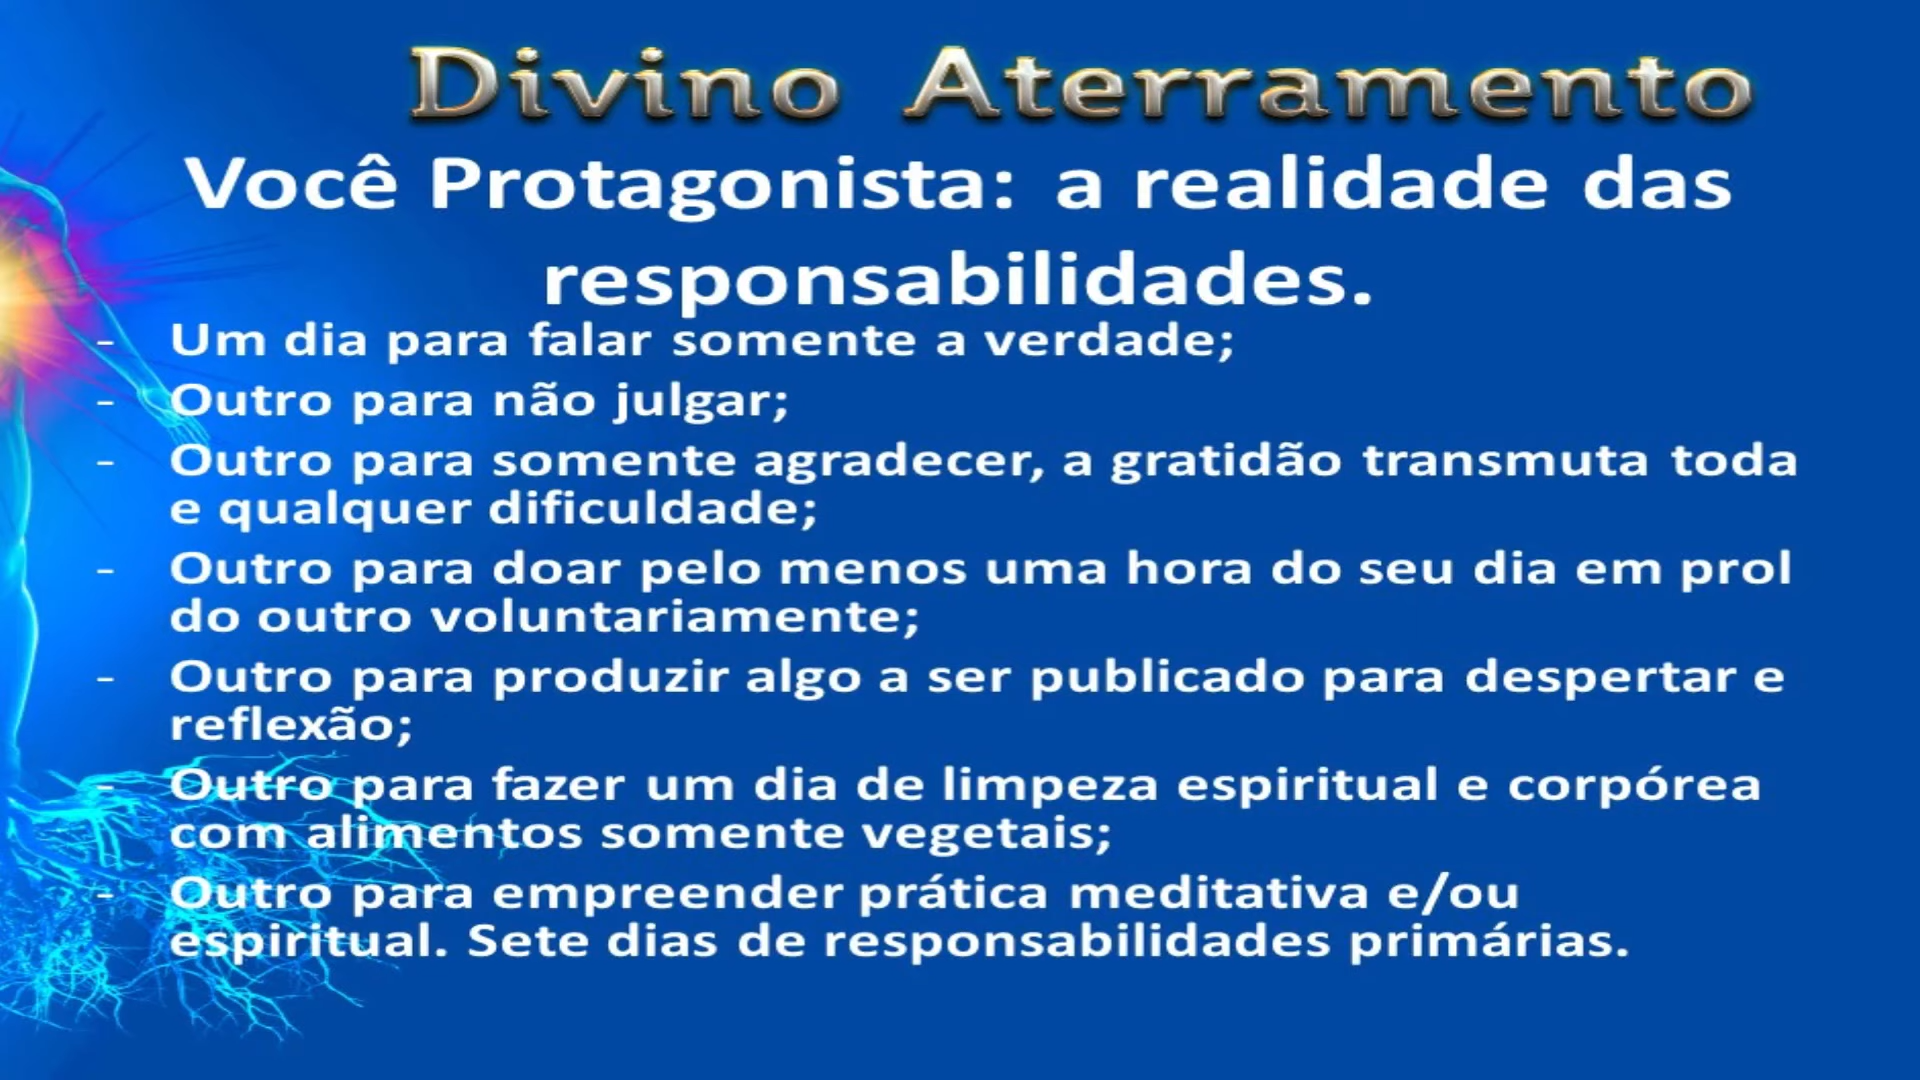 Divino Aterramento
Você Protagonista: a realidade das
responsabilidades.
- Um dia para falar somente a verdade;
- Outro para não julgar;
- Outro para somente agradecer, a gratidão transmuta toda
e qualquer dificuldade;
- Outro para doar pelo menos uma hora do seu dia em prol
do outro voluntariamente;
- Outro para produzir algo a ser publicado para despertar e
reflexão;
- Outro para fazer um dia de limpeza espiritual e corpórea
com alimentos somente vegetais;
- Outro para empreender prática meditativa e/ou
espiritual. Sete dias de responsabilidades primárias.